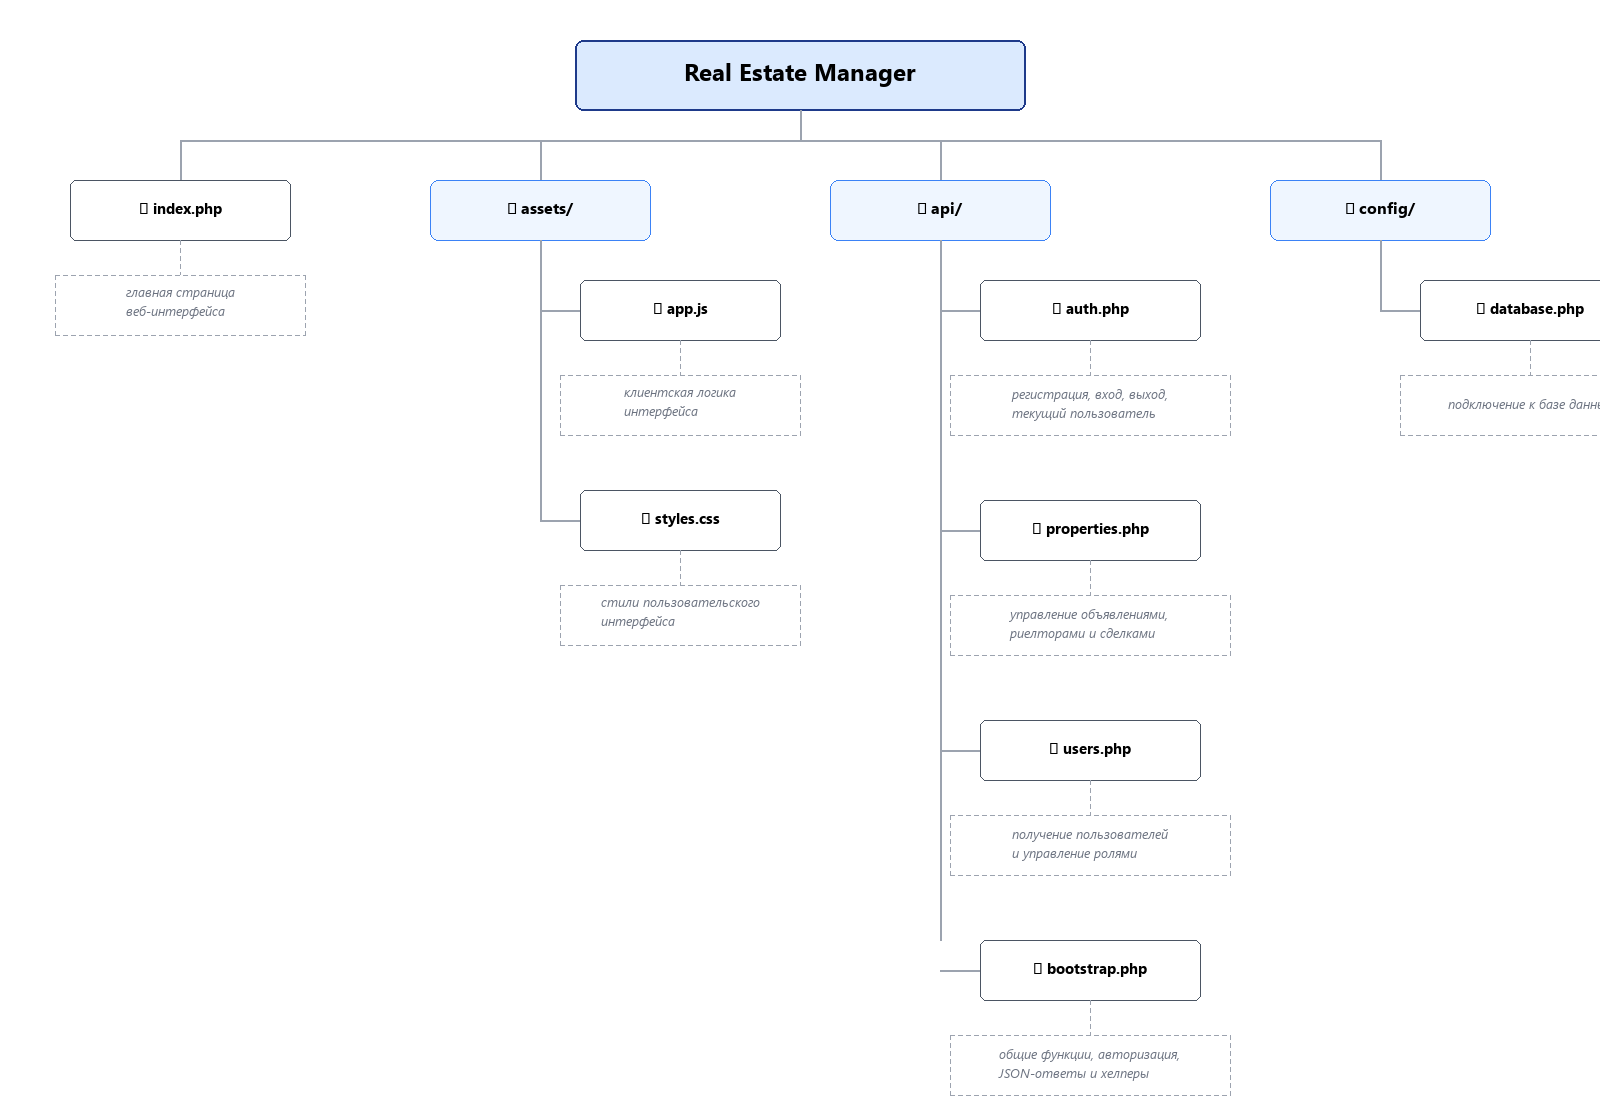 Real Estate Manager
index.php
assets/
api/
config/
главная страница
веб-интерфейса
app.js
auth.php
database.php
клиентская логика
интерфейса
регистрация, вход, выход,
текущий пользователь
подключение к базе
styles.css
properties.php
стили пользовательского
интерфейса
управление объявлениями,
риелторами и сделками
users.php
получение пользователей
и управление ролями
bootstrap.php
общие функции, авторизация,
JSON-ответы и хелперы